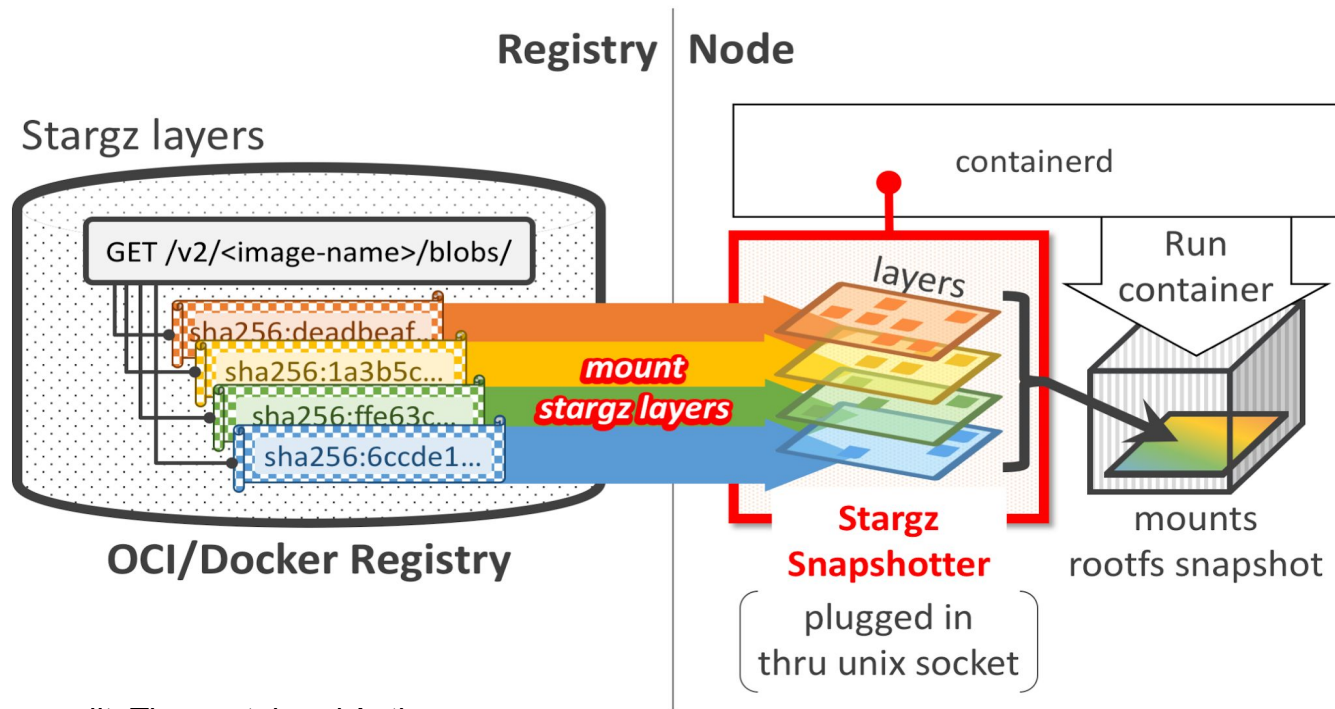 Registry
Node
Stargz layers
GET /v2/<image-name>/blobs/
sha256:deadbeaf...
sha256:1a3b5c...
sha256:ffe63c...
sha256:6ccde1...
OCI/Docker Registry
mount
stargz layers
containerd
layers
Run
container
Stargz
Snapshotter
plugged in
thru unix socket
mounts
rootfs snapshot